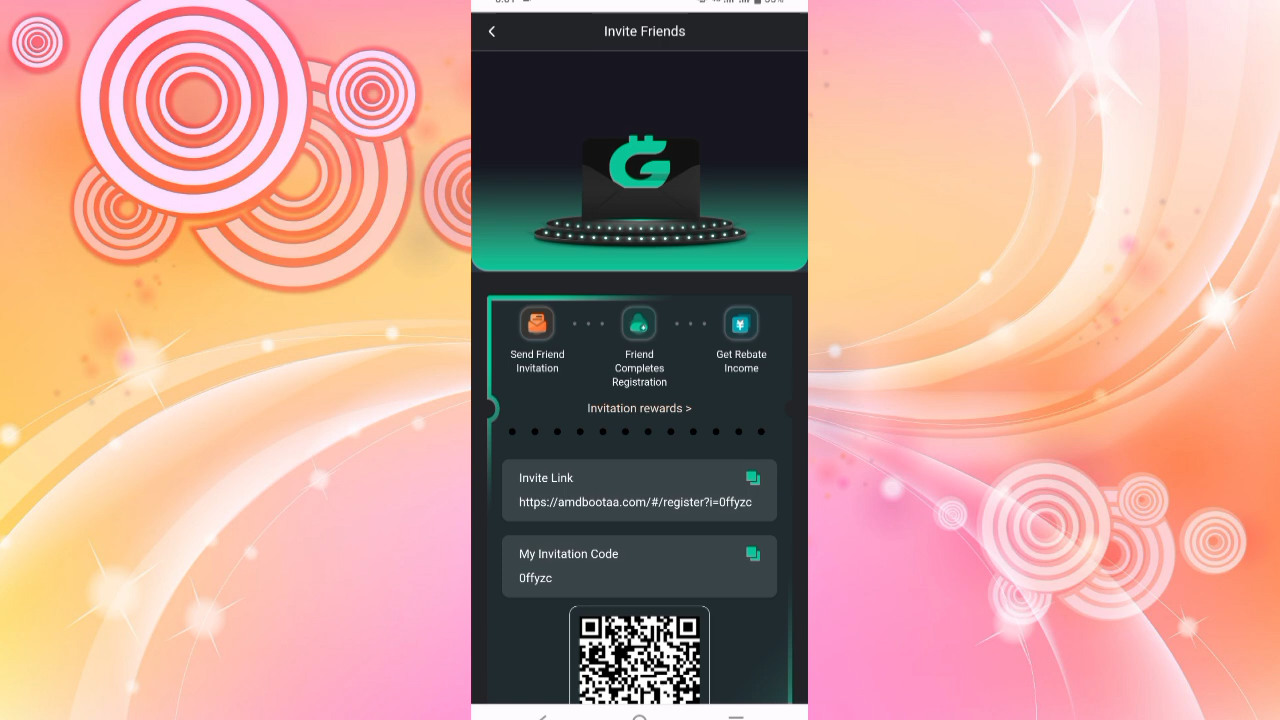 Invite Friends
Send Friend
Invitation
Friend
Completes
Registration
Get Rebate
Income
Invitation rewards >
Invite Link
https://amdbootaa.com/#/register?i=0ffyzc
My Invitation Code
0ffyzc